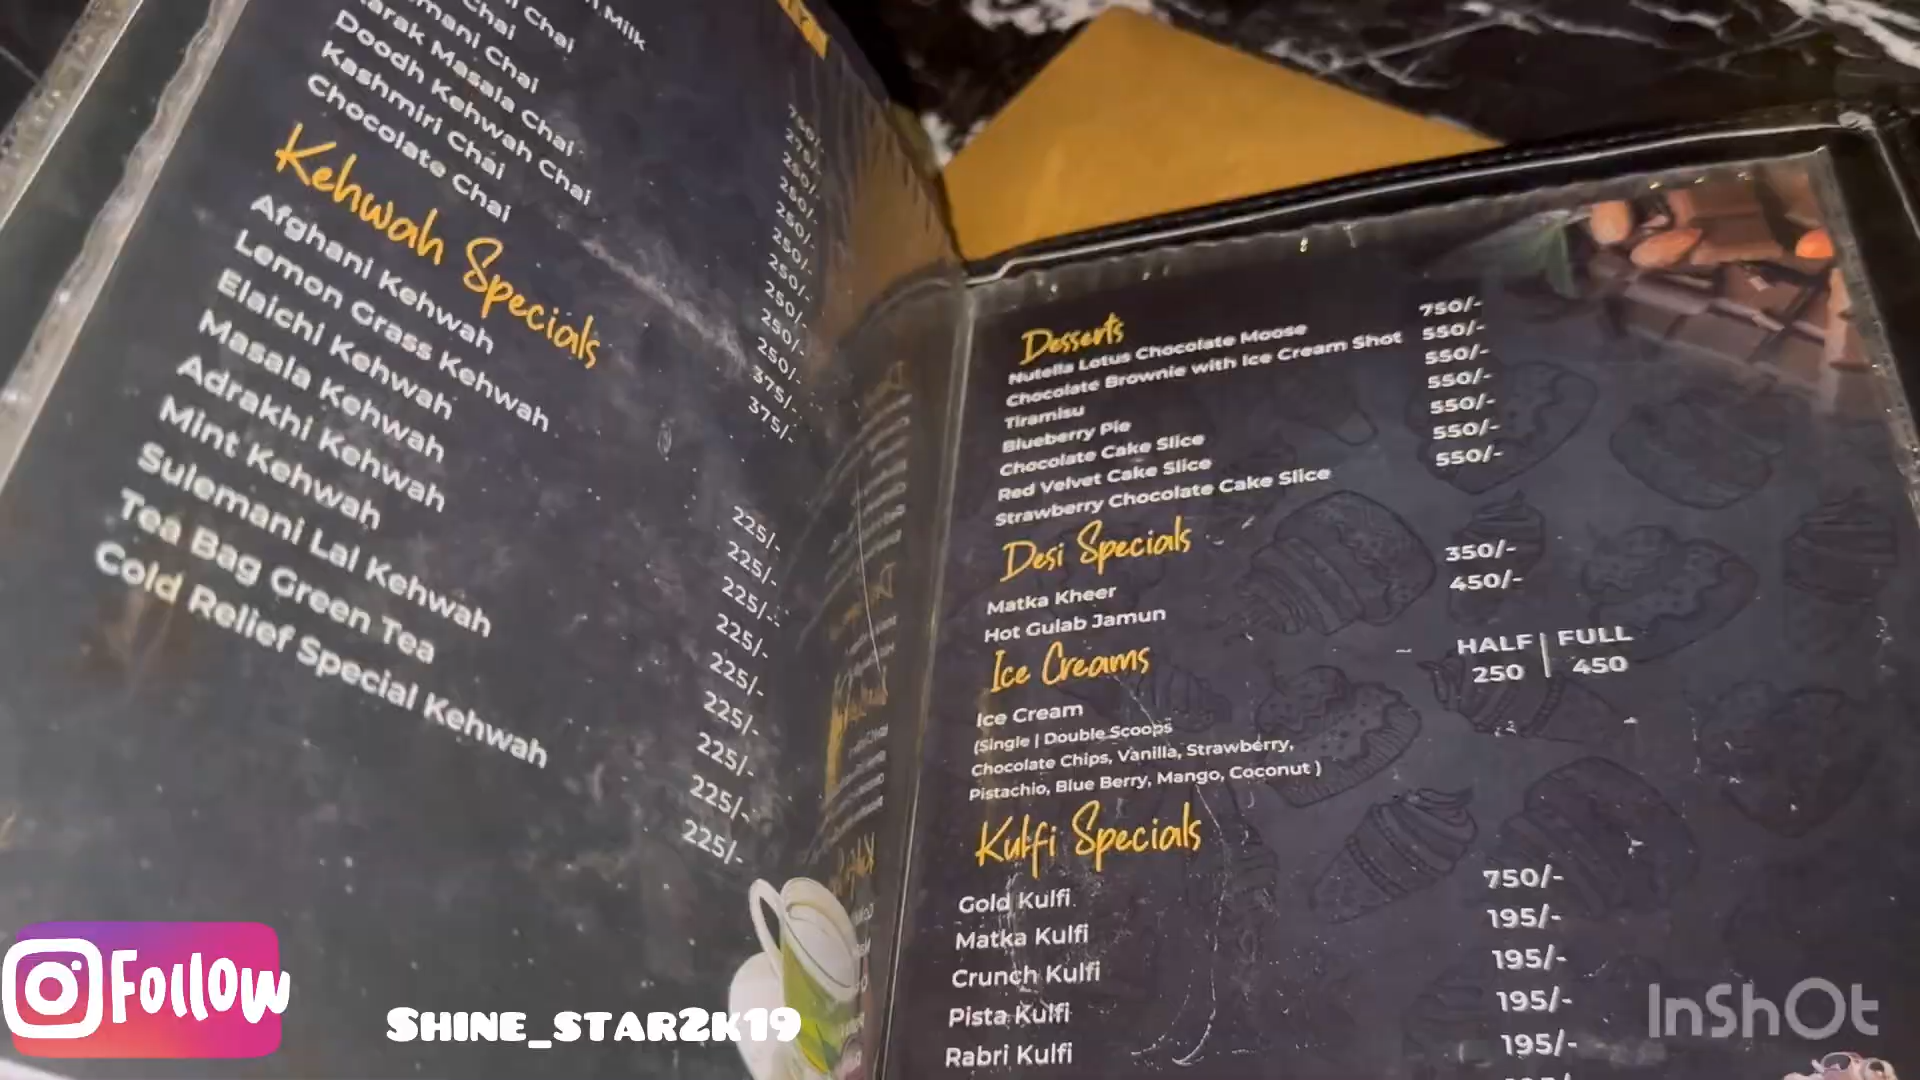 Milk
Chai
Chai
mani Chai
arak Masala Chai
Doodh Kehwah Chai
Kashmiri Chai
Chocolate Chai
250/-
250/-
250/-
250/-
250/-
250/-
250/-
375/-
375/-
Kehwah Specials
Afghani Kehwah
Lemon Grass Kehwah
Elaichi Kehwah
Masala Kehwah
Adrakhi Kehwah
Mint Kehwah
Sulemani Lal Kehwah
Tea Bag Green Tea
Cold Relief Special Kehwah
225/-
225/-
225/-
225/-
225/-
225/-
225/-
225/-
225/-
Desserts
Nutella Lotus Chocolate Moose 750/-
Chocolate Brownie with Ice Cream Shot 550/-
Tiramisu 550/-
Blueberry Pie 550/-
Chocolate Cake Slice 550/-
Red Velvet Cake Slice 550/-
Strawberry Chocolate Cake Slice 550/-
Desi Specials
Matka Kheer 350/-
Hot Gulab Jamun 450/-
Ice Creams HALF | FULL
Ice Cream 250 | 450
(Single | Double Scoops
Chocolate Chips, Vanilla, Strawberry,
Pistachio, Blue Berry, Mango, Coconut )
Kulfi Specials
Gold Kulfi 750/-
Matka Kulfi 195/-
Crunch Kulfi 195/-
Pista Kulfi 195/-
Rabri Kulfi 195/-
Follow
Shine_star2k19
InShOt